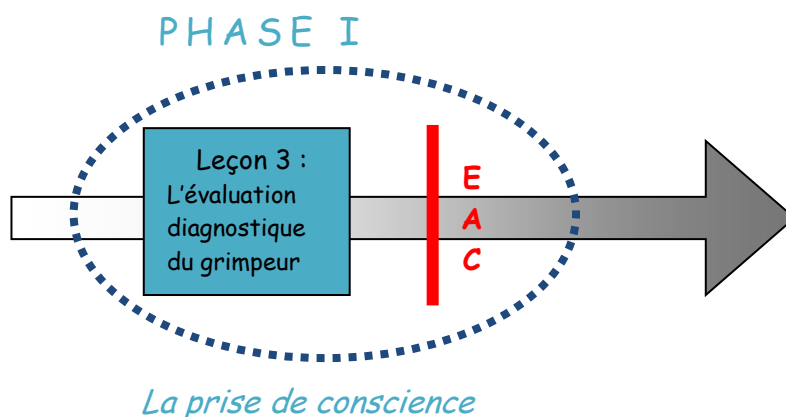 PHASE I
Leçon 3 :
L'évaluation
diagnostique
du grimpeur
E
A
C
La prise de conscience